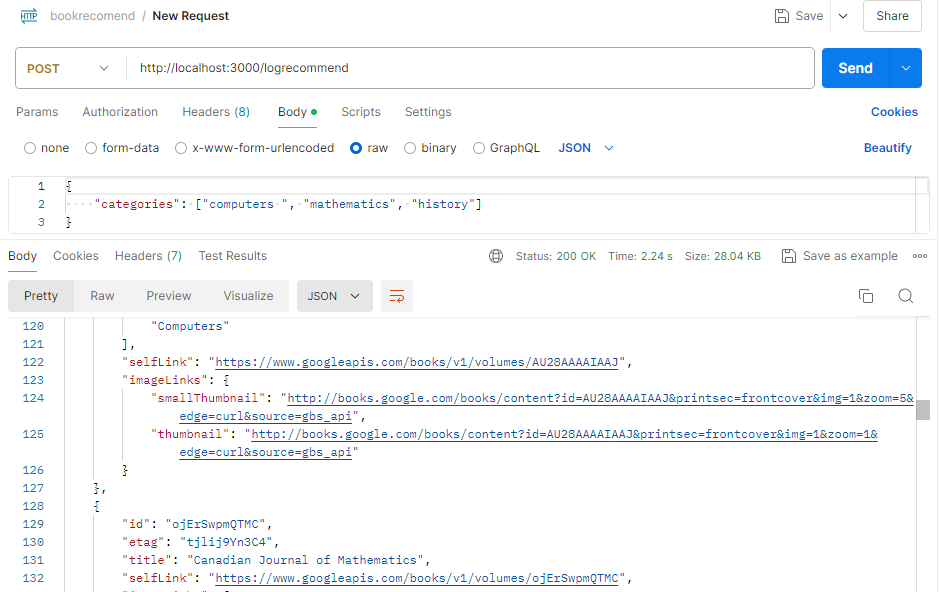 HTTP bookrecomend / New Request Save Share
POST http://localhost:3000/logrecommend Send
Params Authorization Headers (8) Body Scripts Settings Cookies
none form-data x-www-form-urlencoded raw binary GraphQL JSON Beautify
1 {
2 ····"categories":·["computers·", "mathematics",·"history"]
3 }
Body Cookies Headers (7) Test Results Status: 200 OK Time: 2.24 s Size: 28.04 KB Save as example
Pretty Raw Preview Visualize JSON
120 "Computers"
121 ],
122 "selfLink": "https://www.googleapis.com/books/v1/volumes/AU28AAAAIAAJ",
123 "imageLinks": {
124 "smallThumbnail": "http://books.google.com/books/content?id=AU28AAAAIAAJ&printsec=frontcover&img=1&zoom=5&
edge=curl&source=gbs_api",
125 "thumbnail": "http://books.google.com/books/content?id=AU28AAAAIAAJ&printsec=frontcover&img=1&zoom=1&
edge=curl&source=gbs_api"
126 }
127 },
128 {
129 "id": "ojErSwpmQTMC",
130 "etag": "tjlij9Yn3C4",
131 "title": "Canadian Journal of Mathematics",
132 "selfLink": "https://www.googleapis.com/books/v1/volumes/ojErSwpmQTMC",